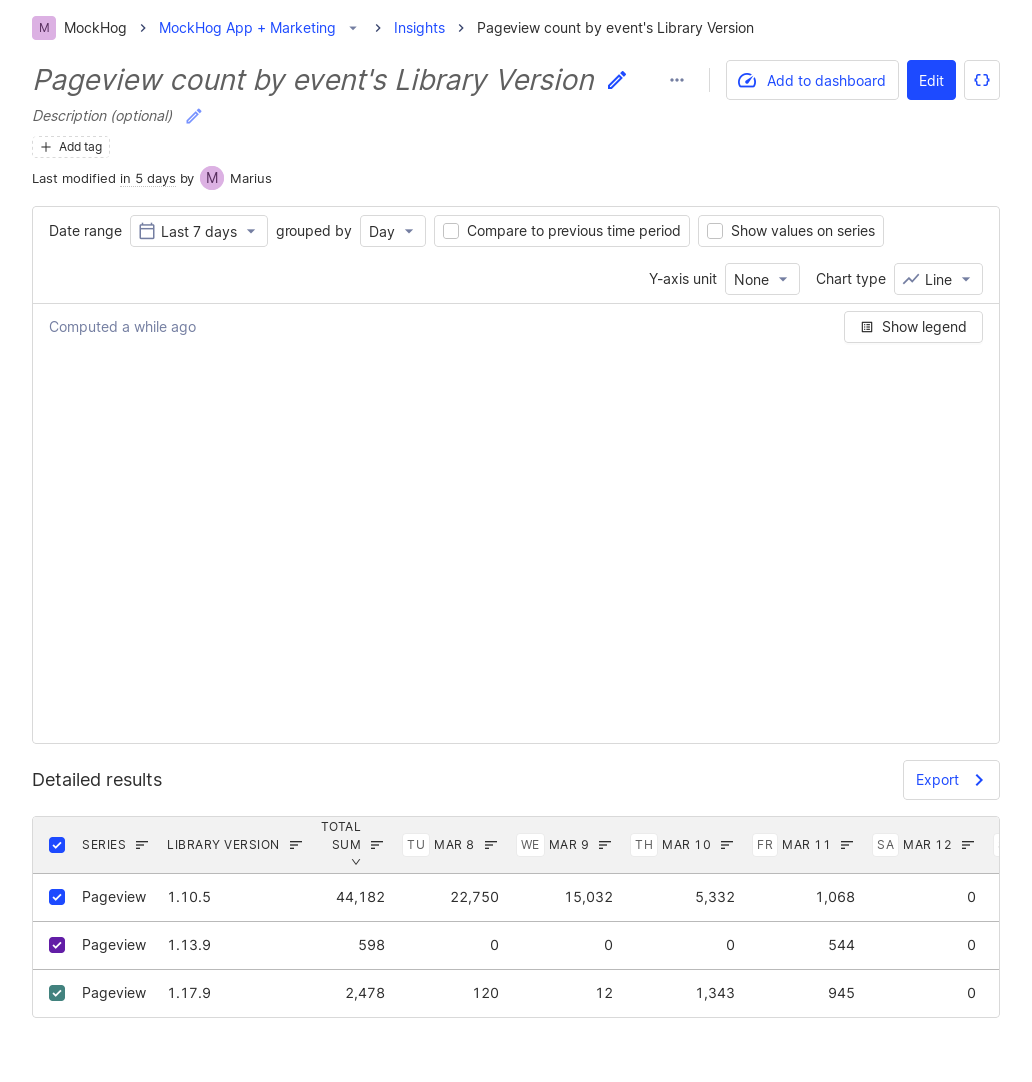 M MockHog > MockHog App + Marketing > Insights > Pageview count by event's Library Version
Pageview count by event's Library Version
Add to dashboard Edit {}
Description (optional)
+ Add tag
Last modified in 5 days by M Marius
Date range Last 7 days grouped by Day Compare to previous time period Show values on series
Y-axis unit None Chart type Line
Computed a while ago Show legend
Detailed results Export
SERIES LIBRARY VERSION TOTAL SUM TU MAR 8 WE MAR 9 TH MAR 10 FR MAR 11 SA MAR 12
Pageview 1.10.5 44,182 22,750 15,032 5,332 1,068 0
Pageview 1.13.9 598 0 0 0 544 0
Pageview 1.17.9 2,478 120 12 1,343 945 0